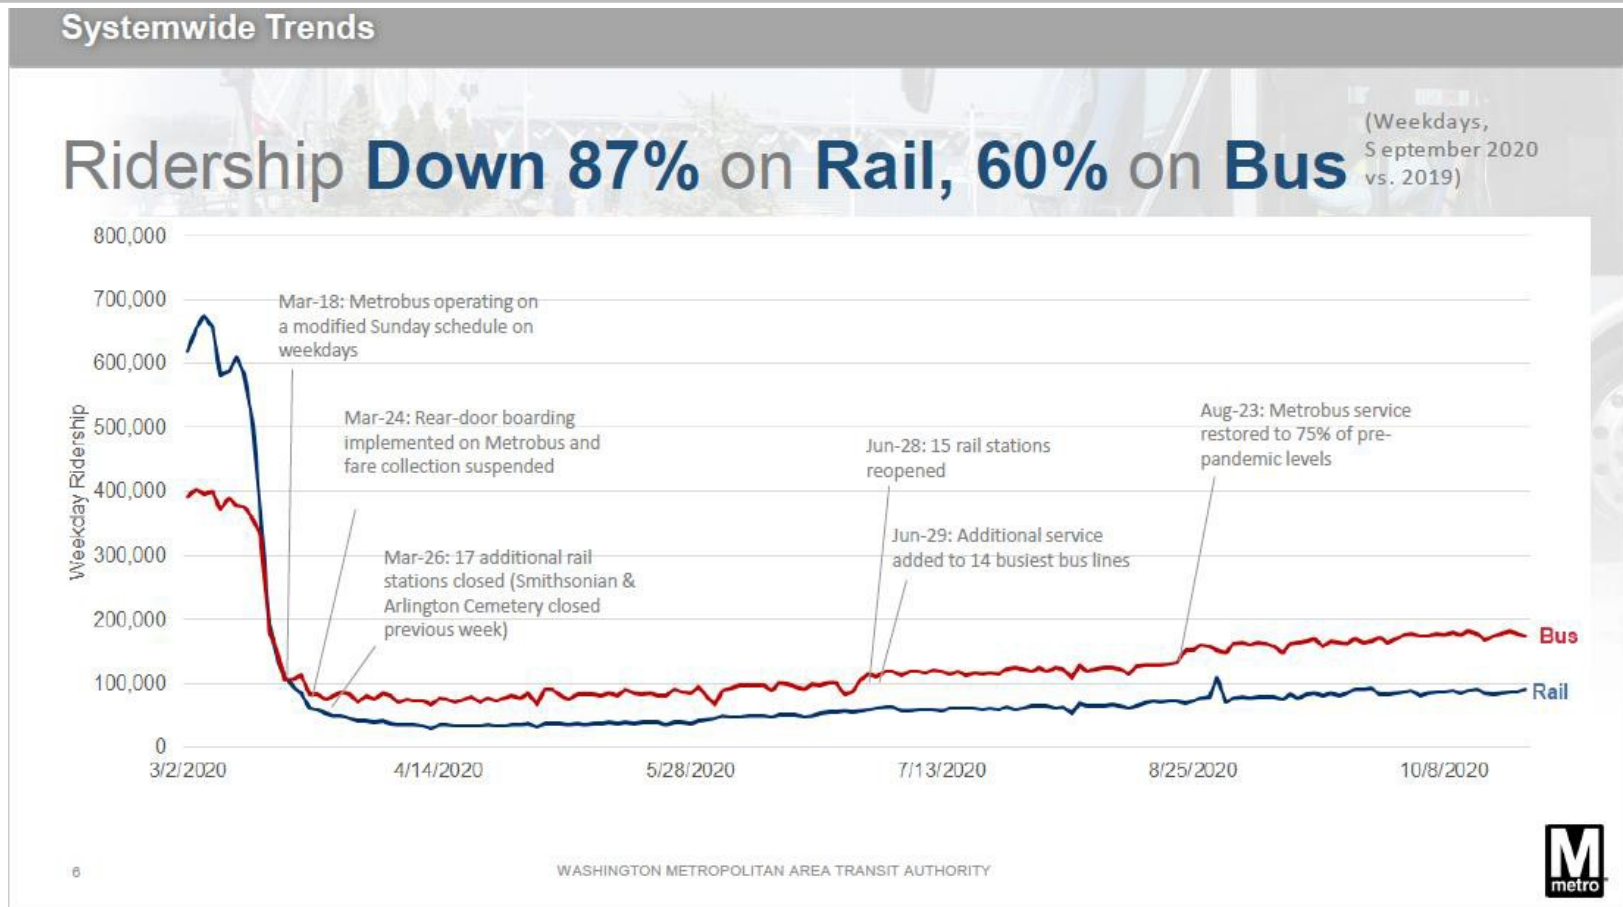 Systemwide Trends
Ridership Down 87% on Rail, 60% on Bus
(Weekdays,
September 2020
vs. 2019)
800,000
700,000
600,000
500,000
400,000
300,000
200,000
100,000
0
Weekday Ridership
Mar-18: Metrobus operating on
a modified Sunday schedule on
weekdays
Mar-24: Rear-door boarding
implemented on Metrobus and
fare collection suspended
Mar-26: 17 additional rail
stations closed (Smithsonian &
Arlington Cemetery closed
previous week)
Jun-28: 15 rail stations
reopened
Jun-29: Additional service
added to 14 busiest bus lines
Aug-23: Metrobus service
restored to 75% of pre-
pandemic levels
Bus
Rail
3/2/2020 4/14/2020 5/28/2020 7/13/2020 8/25/2020 10/8/2020
6
WASHINGTON METROPOLITAN AREA TRANSIT AUTHORITY
M
metro